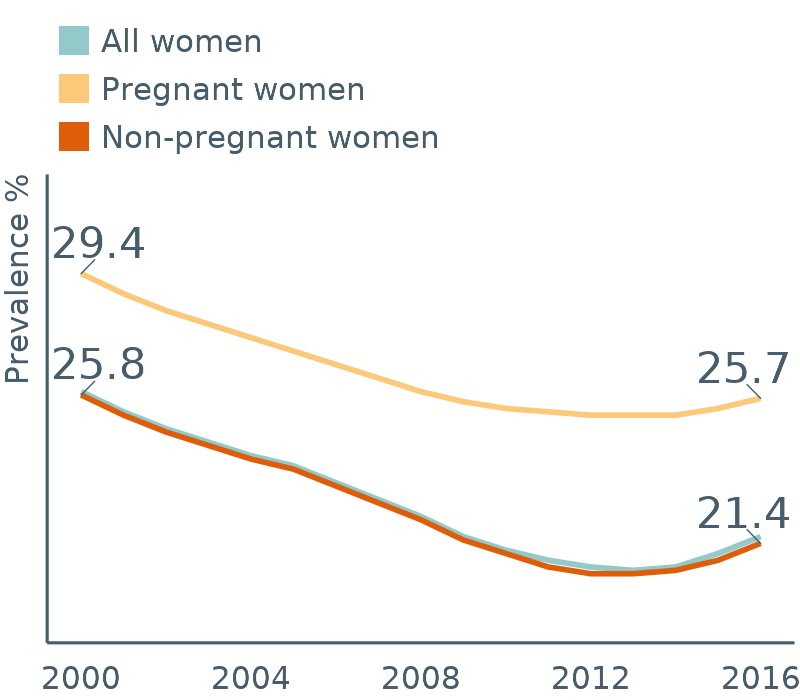 All women
Pregnant women
Non-pregnant women
Prevalence %
29.4
25.8
25.7
21.4
2000 2004 2008 2012 2016